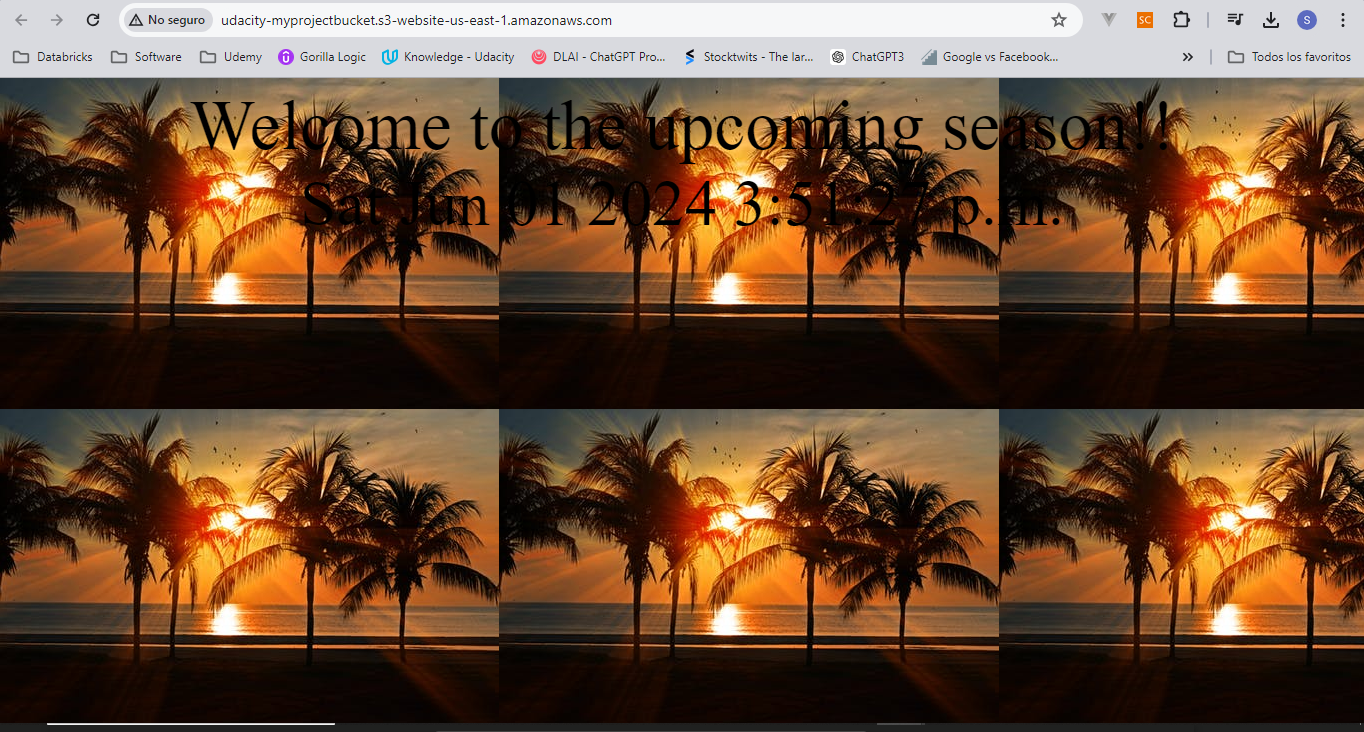 No seguro
udacity-myprojectbucket.s3-website-us-east-1.amazonaws.com
SC
S
Databricks
Software
Udemy
Gorilla Logic
Knowledge - Udacity
DLAI - ChatGPT Pro...
Stocktwits - The lar...
ChatGPT3
Google vs Facebook...
»
Todos los favoritos
Welcome to the upcoming season!!
Sat Jun 01 2024 3:51:27 p.m.